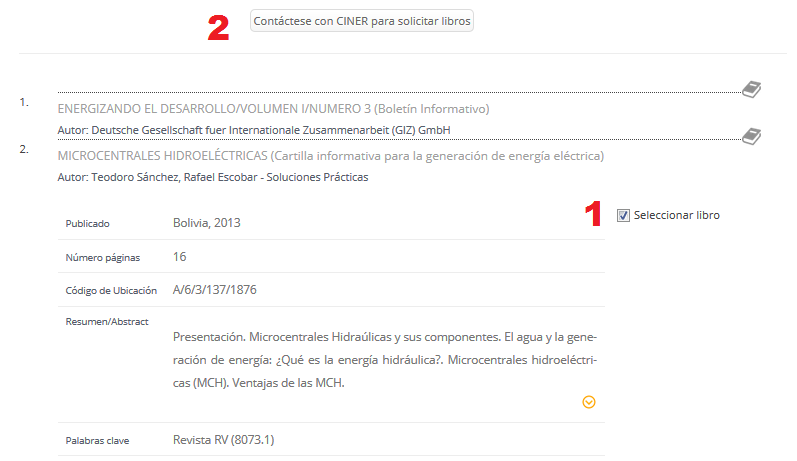 2 Contáctese con CINER para solicitar libros
1. ENERGIZANDO EL DESARROLLO/VOLUMEN I/NUMERO 3 (Boletín Informativo)
Autor: Deutsche Gesellschaft fuer Internationale Zusammenarbeit (GIZ) GmbH
2. MICROCENTRALES HIDROELÉCTRICAS (Cartilla informativa para la generación de energía eléctrica)
Autor: Teodoro Sánchez, Rafael Escobar - Soluciones Prácticas
1 Seleccionar libro
Publicado Bolivia, 2013
Número páginas 16
Código de Ubicación A/6/3/137/1876
Resumen/Abstract
Presentación. Microcentrales Hidraúlicas y sus componentes. El agua y la gene-
ración de energía: ¿Qué es la energía hidráulica?. Microcentrales hidroeléctri-
cas (MCH). Ventajas de las MCH.
Palabras clave Revista RV (8073.1)